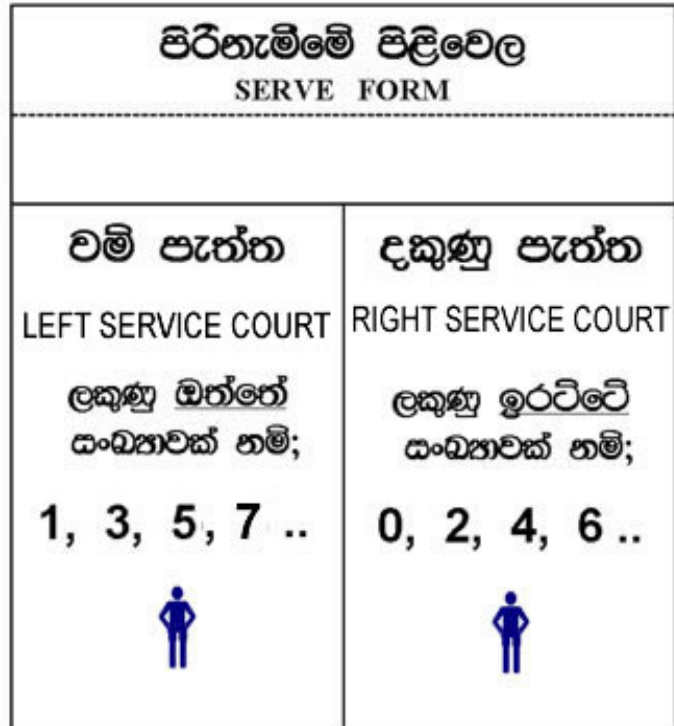 පිරිනැමීමේ පිළිවෙල
SERVE FORM
වම් පැත්ත
LEFT SERVICE COURT
ලකුණු ඔත්තේ
සංඛ්‍යාවක් නම්;
1, 3, 5, 7 ..
දකුණු පැත්ත
RIGHT SERVICE COURT
ලකුණු ඉරට්ටේ
සංඛ්‍යාවක් නම්;
0, 2, 4, 6 ..